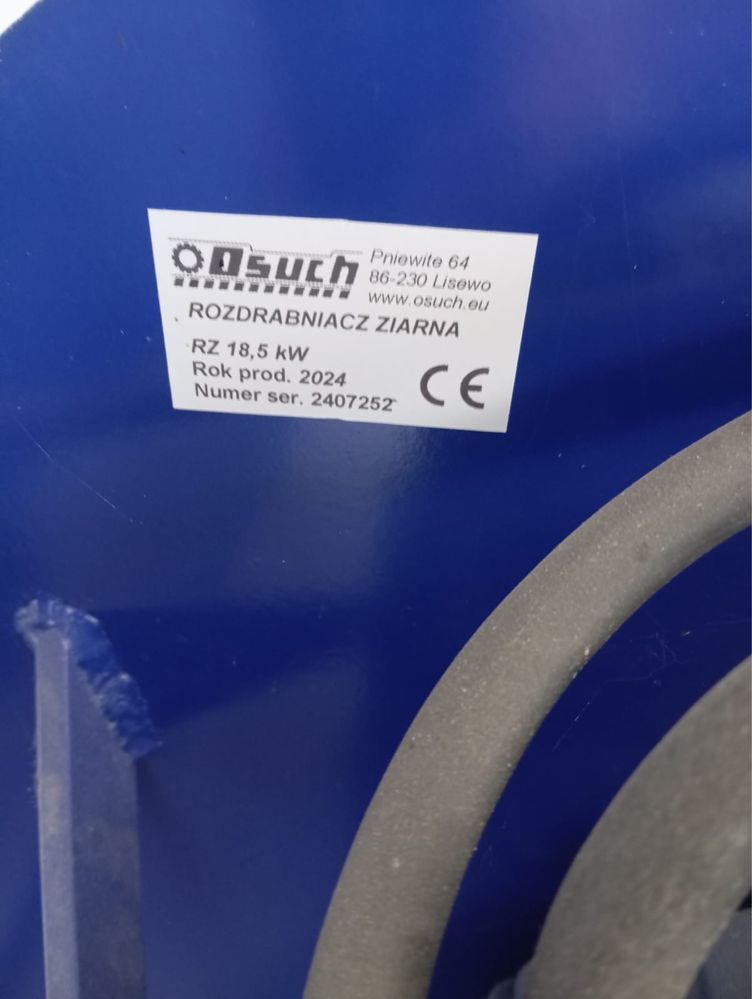 Osuch
Pniewite 64
86-230 Lisewo
www.osuch.eu
ROZDRABNIACZ ZIARNA
RZ 18,5 kW
Rok prod. 2024
Numer ser. 2407252
CE